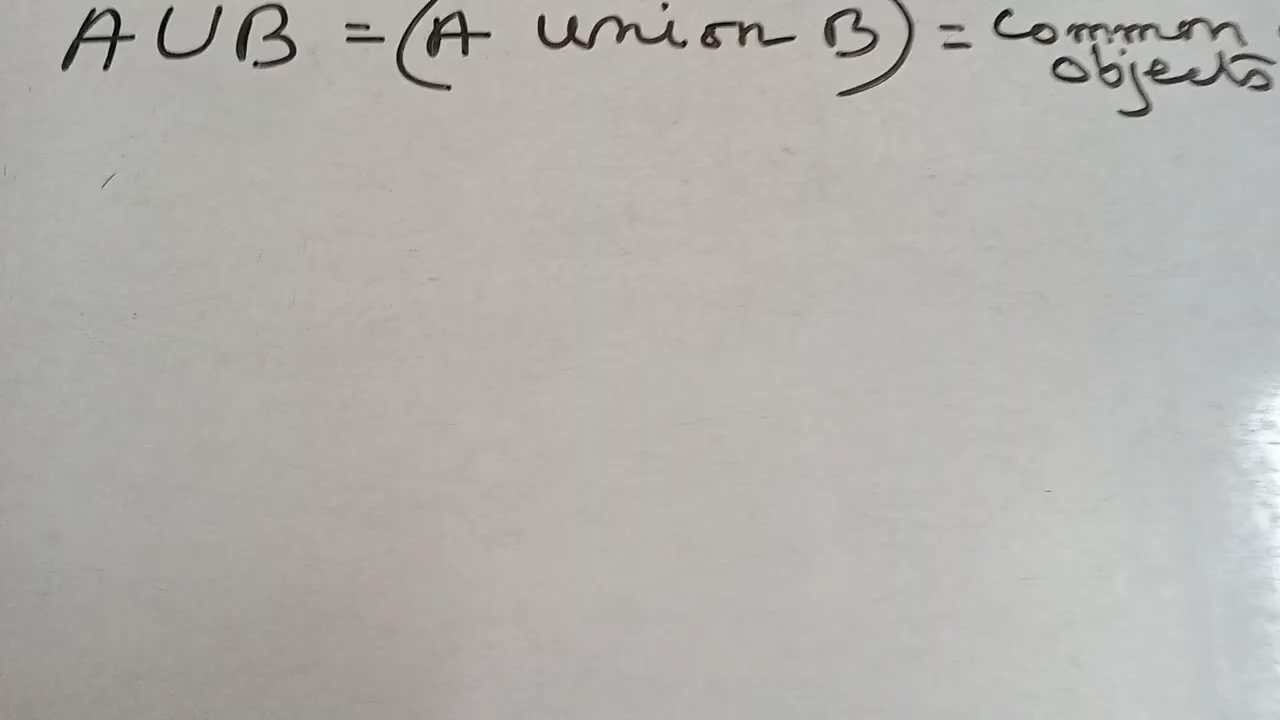 A U B = (A union B) = common
objects